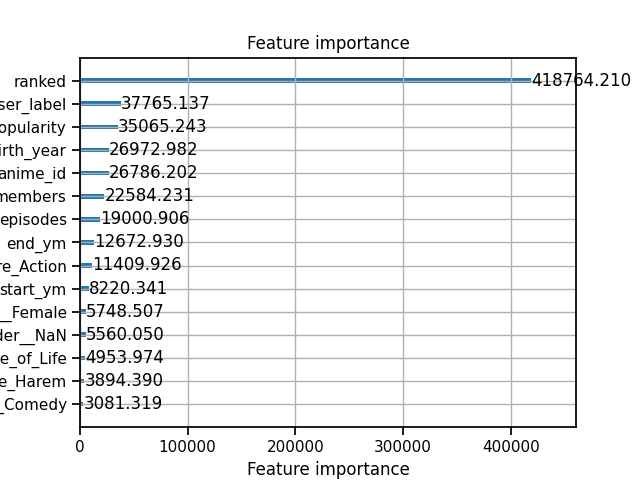 Feature importance
ranked 418764.210
ser_label 37765.137
opularity 35065.243
irth_year 26972.982
anime_id 26786.202
members 22584.231
episodes 19000.906
end_ym 12672.930
re_Action 11409.926
start_ym 8220.341
__Female 5748.507
der__NaN 5560.050
e_of_Life 4953.974
e_Harem 3894.390
_Comedy 3081.319
0 100000 200000 300000 400000
Feature importance